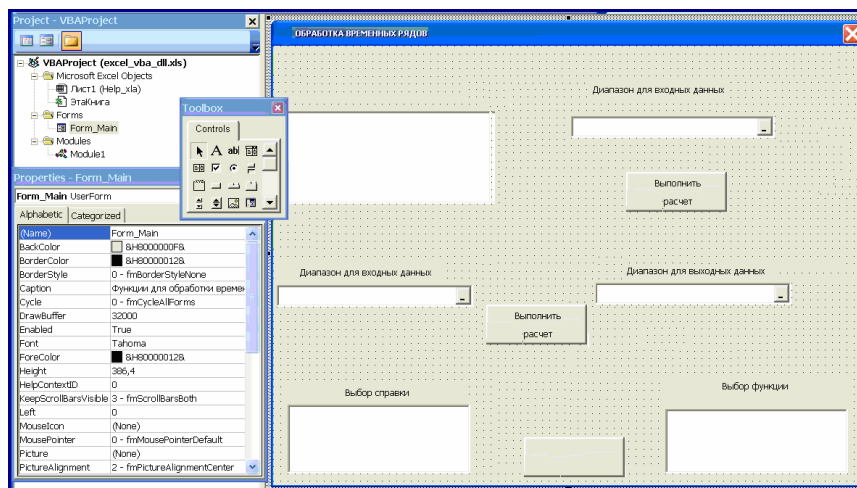 Project - VBAProject
VBAProject (excel_vba_dll.xls)
Microsoft Excel Objects
Лист1 (Help_xla)
ЭтаКнига
Forms
Form_Main
Modules
Module1
Toolbox
Controls
A
ab|
Properties - Form_Main
Form_Main UserForm
Alphabetic Categorized
(Name) Form_Main
BackColor &H8000000F&
BorderColor &H80000012&
BorderStyle 0 - fmBorderStyleNone
Caption Функции для обработки времен
Cycle 0 - fmCycleAllForms
DrawBuffer 32000
Enabled True
Font Tahoma
ForeColor &H80000012&
Height 386,4
HelpContextID 0
KeepScrollBarsVisible 3 - fmScrollBarsBoth
Left 0
MouseIcon (None)
MousePointer 0 - fmMousePointerDefault
Picture (None)
PictureAlignment 2 - fmPictureAlignmentCenter
ОБРАБОТКА ВРЕМЕННЫХ РЯДОВ
Диапазон для входных данных
Выполнить
расчет
Диапазон для входных данных
Диапазон для выходных данных
Выполнить
расчет
Выбор справки
Выбор функции